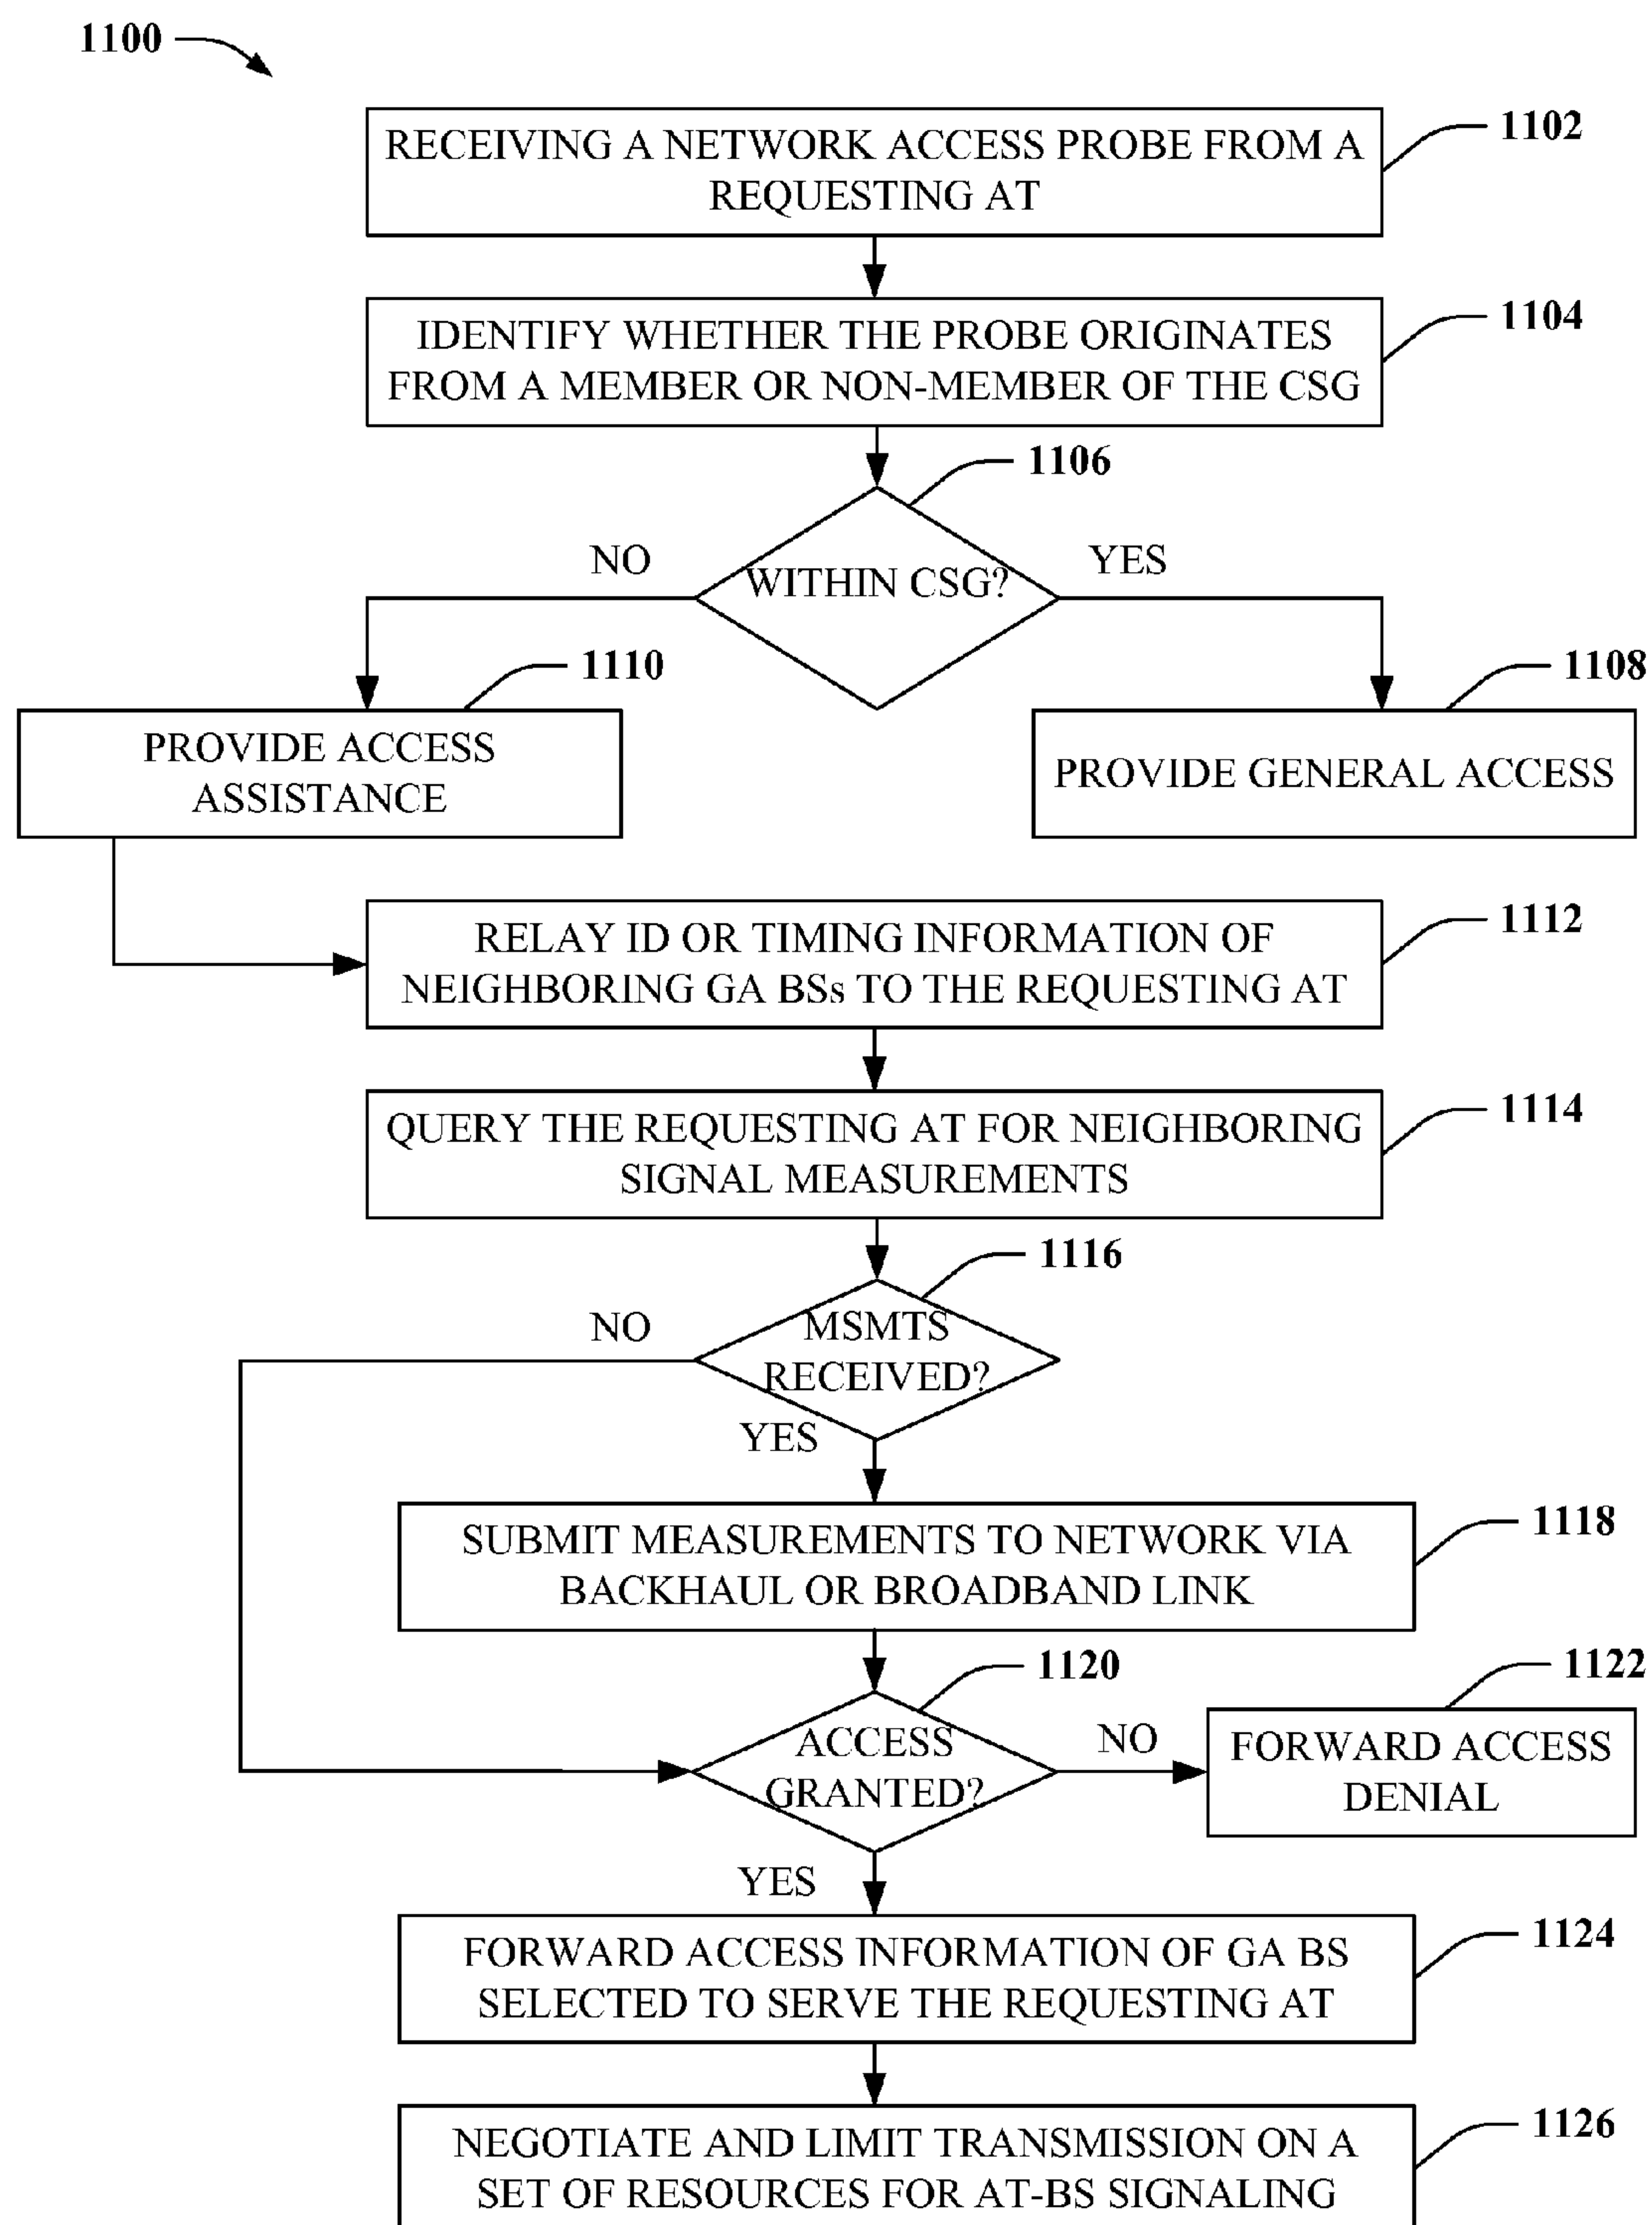 1100
RECEIVING A NETWORK ACCESS PROBE FROM A
REQUESTING AT
1102
IDENTIFY WHETHER THE PROBE ORIGINATES
FROM A MEMBER OR NON-MEMBER OF THE CSG
1104
1106
WITHIN CSG?
NO
YES
1110
PROVIDE ACCESS
ASSISTANCE
1108
PROVIDE GENERAL ACCESS
RELAY ID OR TIMING INFORMATION OF
NEIGHBORING GA BSs TO THE REQUESTING AT
1112
QUERY THE REQUESTING AT FOR NEIGHBORING
SIGNAL MEASUREMENTS
1114
1116
MSMTS
RECEIVED?
NO
YES
SUBMIT MEASUREMENTS TO NETWORK VIA
BACKHAUL OR BROADBAND LINK
1118
1120
ACCESS
GRANTED?
NO
1122
FORWARD ACCESS
DENIAL
YES
FORWARD ACCESS INFORMATION OF GA BS
SELECTED TO SERVE THE REQUESTING AT
1124
NEGOTIATE AND LIMIT TRANSMISSION ON A
SET OF RESOURCES FOR AT-BS SIGNALING
1126